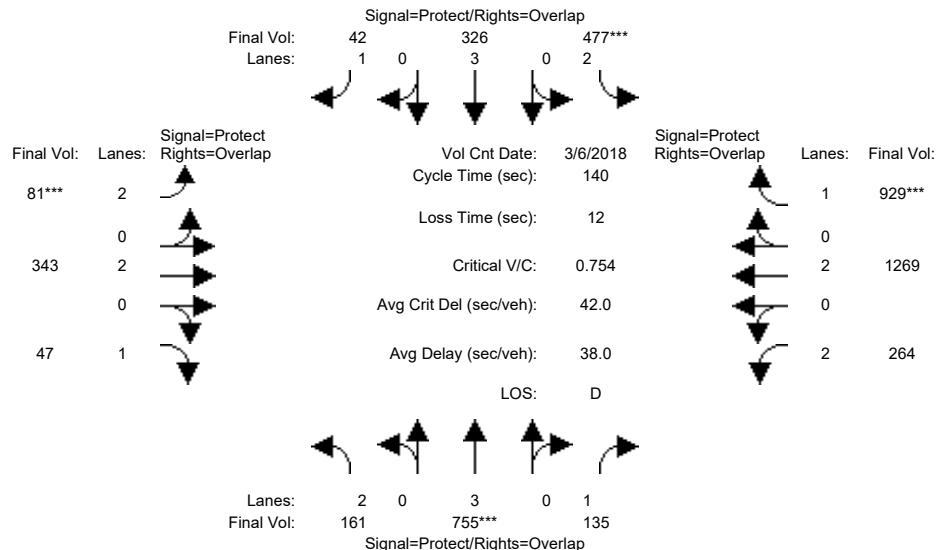 Signal=Protect/Rights=Overlap
Final Vol: 42 326 477***
Lanes: 1 0 3 0 2
Signal=Protect
Final Vol: Lanes: Rights=Overlap
Vol Cnt Date: 3/6/2018
Signal=Protect
Rights=Overlap Lanes: Final Vol:
Cycle Time (sec): 140
81*** 2
1 929***
Loss Time (sec): 12
0
0
343 2
Critical V/C: 0.754
2 1269
0
Avg Crit Del (sec/veh): 42.0
0
47 1
Avg Delay (sec/veh): 38.0
2 264
LOS: D
Lanes: 2 0 3 0 1
Final Vol: 161 755*** 135
Signal=Protect/Rights=Overlap